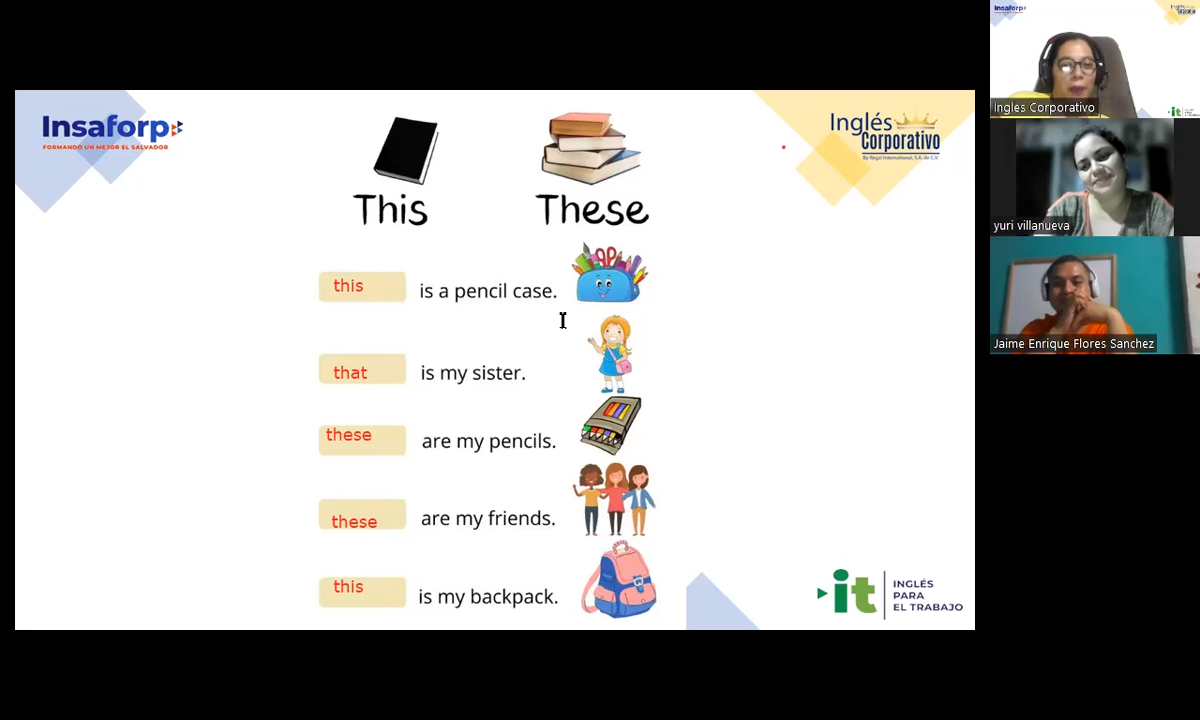 Insaforp
FORMANDO UN MEJOR EL SALVADOR
Inglés
Corporativo
By Regal International, S.A. de C.V.
This
These
this is a pencil case.
that is my sister.
these are my pencils.
these are my friends.
this is my backpack.
it
INGLÉS
PARA
EL TRABAJO
Insaforp
Ingles Corporativo
yuri villanueva
Jaime Enrique Flores Sanchez